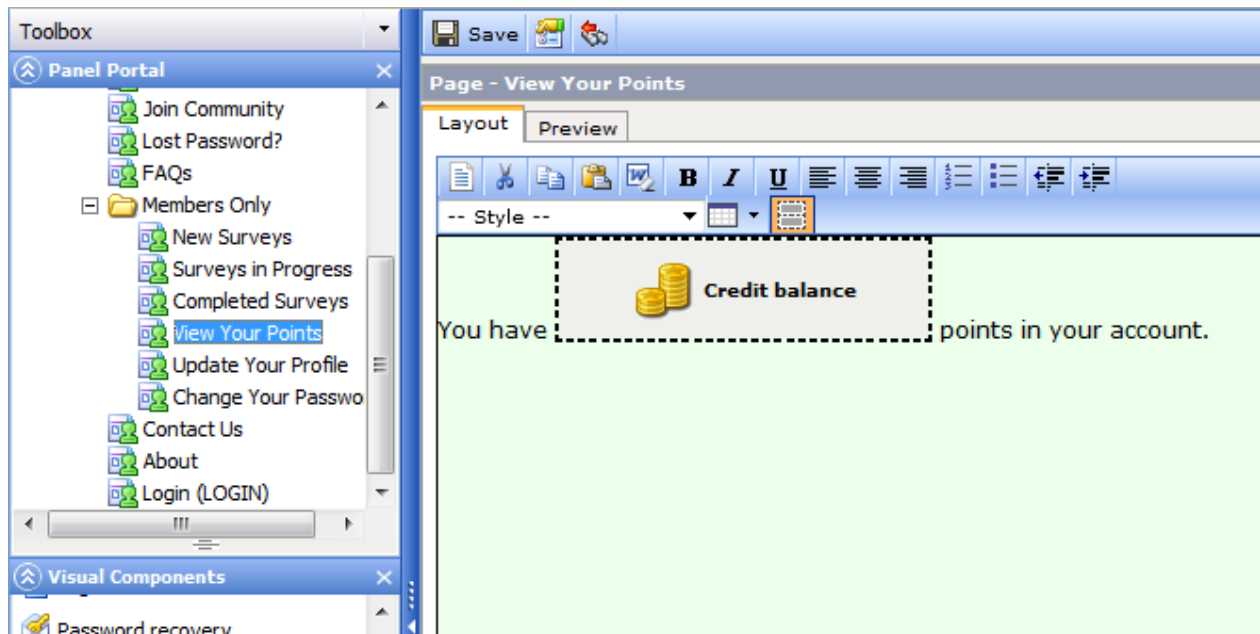 Toolbox
Panel Portal
Join Community
Lost Password?
FAQs
Members Only
New Surveys
Surveys in Progress
Completed Surveys
View Your Points
Update Your Profile
Change Your Passwo
Contact Us
About
Login (LOGIN)
Visual Components
Password recovery
Save
Page - View Your Points
Layout Preview
B I U
-- Style --
Credit balance
You have points in your account.